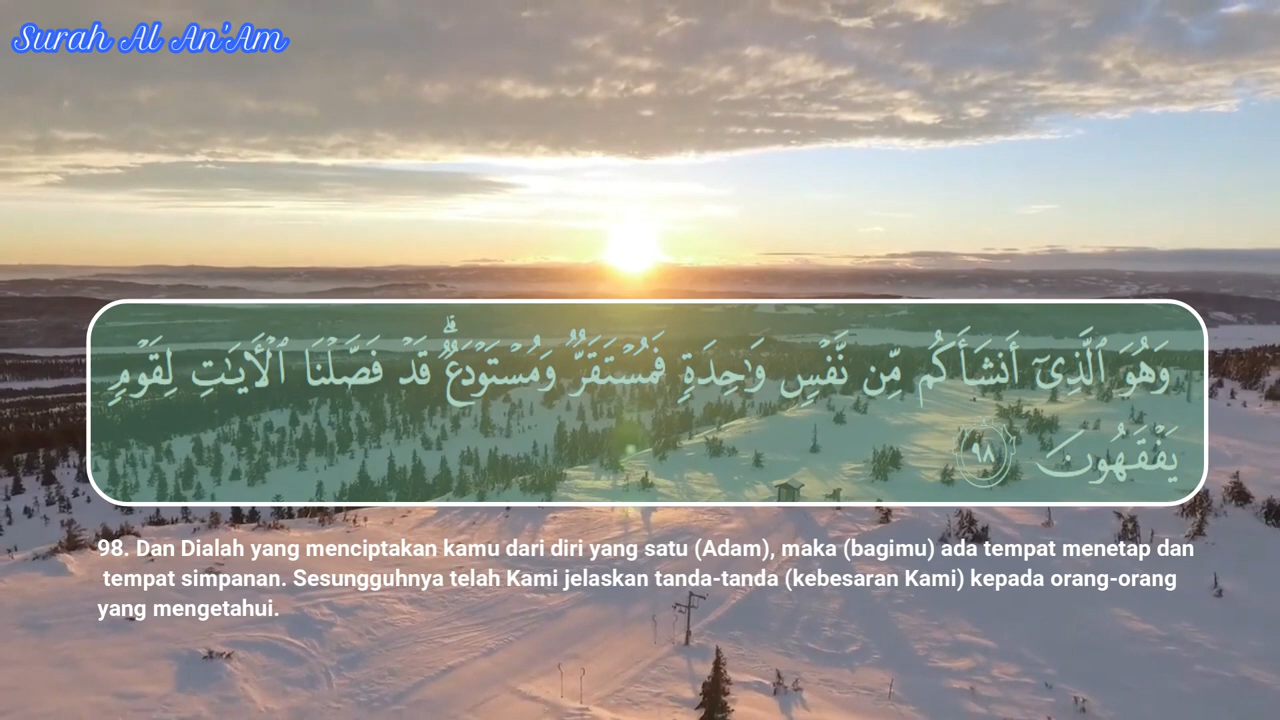 Surah Al An'Am
وَهُوَ ٱلَّذِىٓ أَنشَأَكُم مِّن نَّفْسٍ وَٰحِدَةٍ فَمُسْتَقَرٌّ وَمُسْتَوْدَعٌ ۗ قَدْ فَصَّلْنَا ٱلْأَيَـٰتِ لِقَوْمٍ
يَفْقَهُونَ ٩٨
98. Dan Dialah yang menciptakan kamu dari diri yang satu (Adam), maka (bagimu) ada tempat menetap dan
tempat simpanan. Sesungguhnya telah Kami jelaskan tanda-tanda (kebesaran Kami) kepada orang-orang
yang mengetahui.